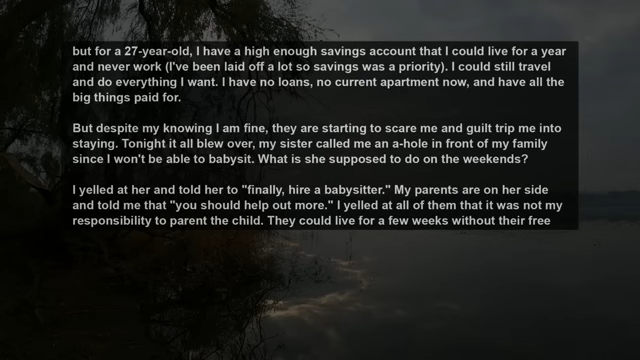 but for a 27-year-old, I have a high enough savings account that I could live for a year
and never work (I've been laid off a lot so savings was a priority). I could still travel
and do everything I want. I have no loans, no current apartment now, and have all the
big things paid for.
But despite my knowing I am fine, they are starting to scare me and guilt trip me into
staying. Tonight it all blew over, my sister called me an a-hole in front of my family
since I won't be able to babysit. What is she supposed to do on the weekends?
I yelled at her and told her to "finally, hire a babysitter." My parents are on her side
and told me that "you should help out more." I yelled at all of them that it was not my
responsibility to parent the child. They could live for a few weeks without their free